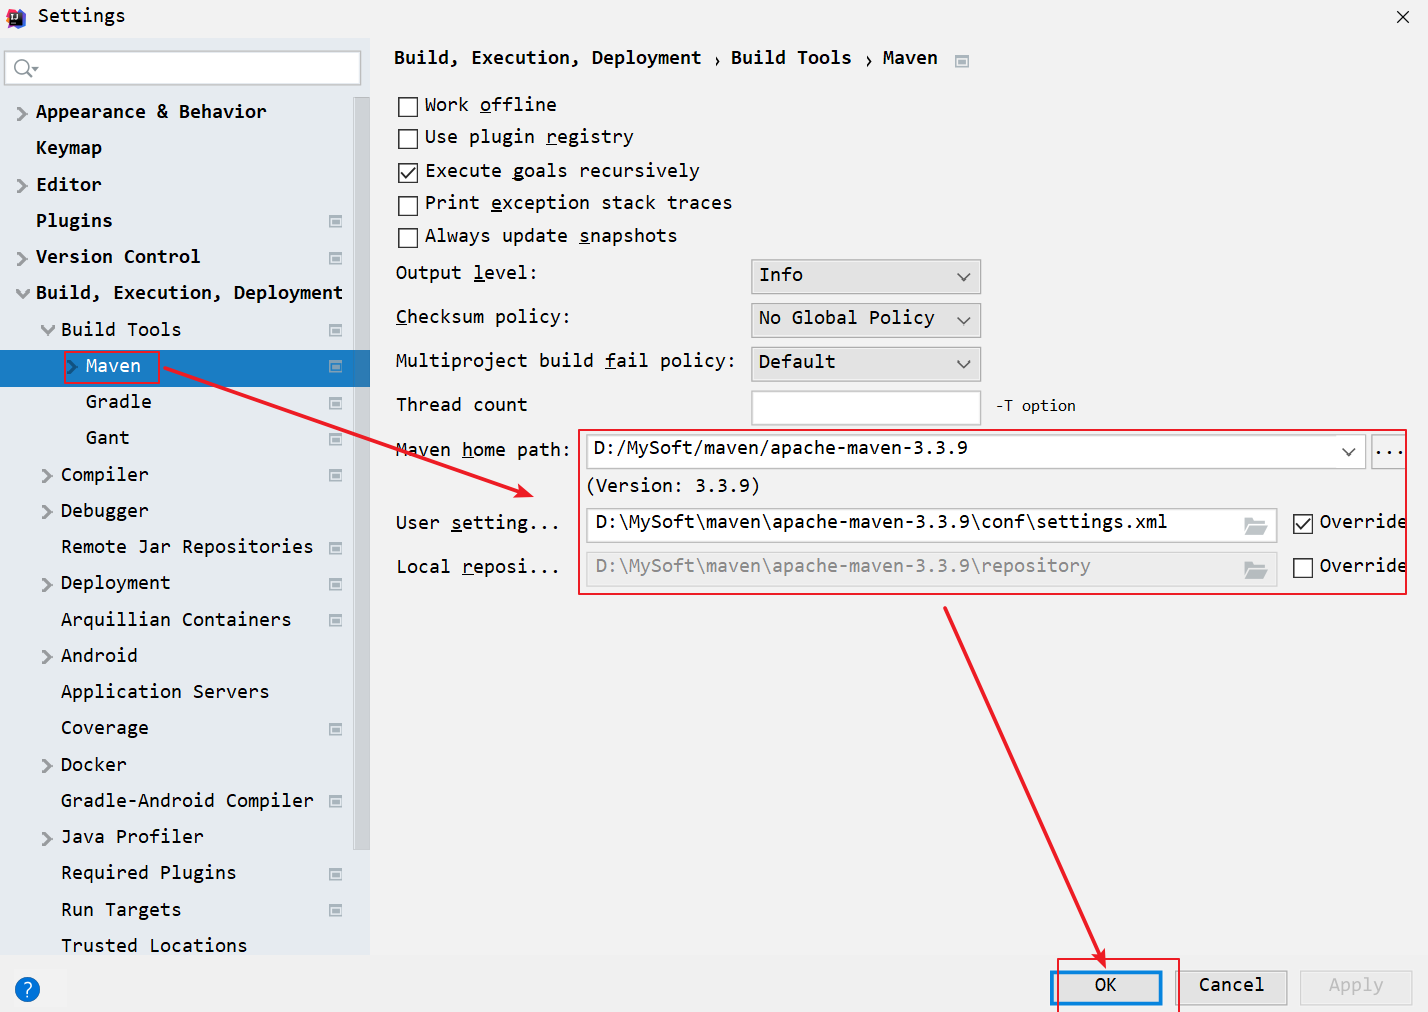 Settings
Appearance & Behavior
Keymap
Editor
Plugins
Version Control
Build, Execution, Deployment
Build Tools
Maven
Gradle
Gant
Compiler
Debugger
Remote Jar Repositories
Deployment
Arquillian Containers
Android
Application Servers
Coverage
Docker
Gradle-Android Compiler
Java Profiler
Required Plugins
Run Targets
Trusted Locations
?
Build, Execution, Deployment › Build Tools › Maven
Work offline
Use plugin registry
Execute goals recursively
Print exception stack traces
Always update snapshots
Output level: Info
Checksum policy: No Global Policy
Multiproject build fail policy: Default
Thread count -T option
Maven home path: D:/MySoft/maven/apache-maven-3.3.9 ...
(Version: 3.3.9)
User setting... D:\MySoft\maven\apache-maven-3.3.9\conf\settings.xml Override
Local reposi... D:\MySoft\maven\apache-maven-3.3.9\repository Override
OK Cancel Apply